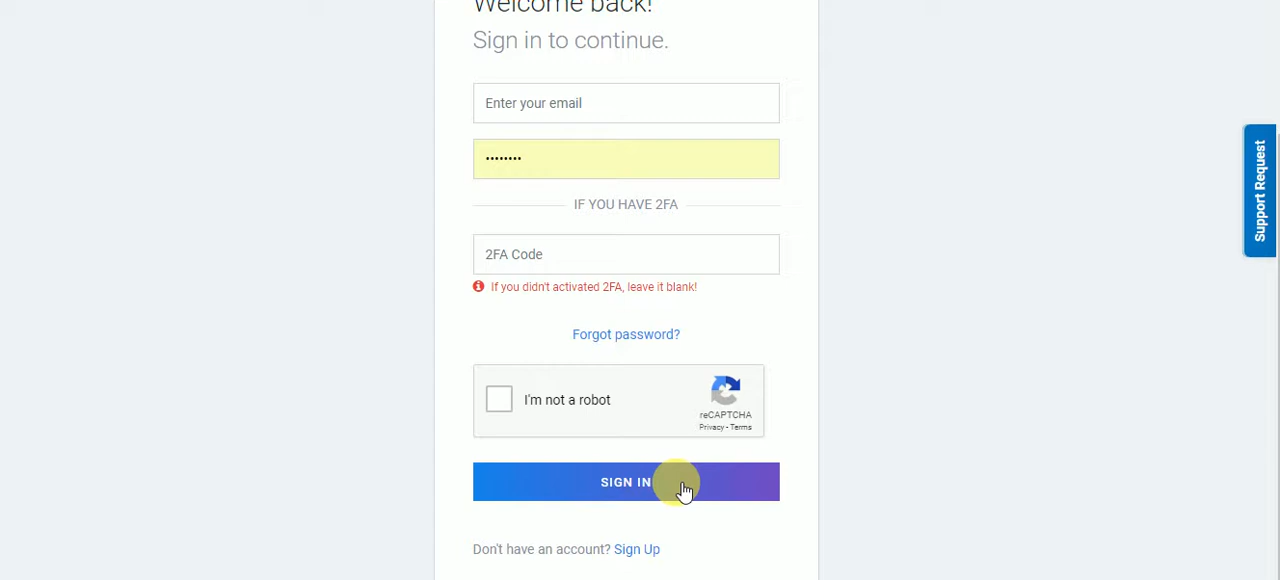 Welcome back!
Sign in to continue.
Enter your email
••••••••
IF YOU HAVE 2FA
2FA Code
If you didn't activated 2FA, leave it blank!
Forgot password?
I'm not a robot
reCAPTCHA
Privacy - Terms
SIGN IN
Don't have an account? Sign Up
Support Request